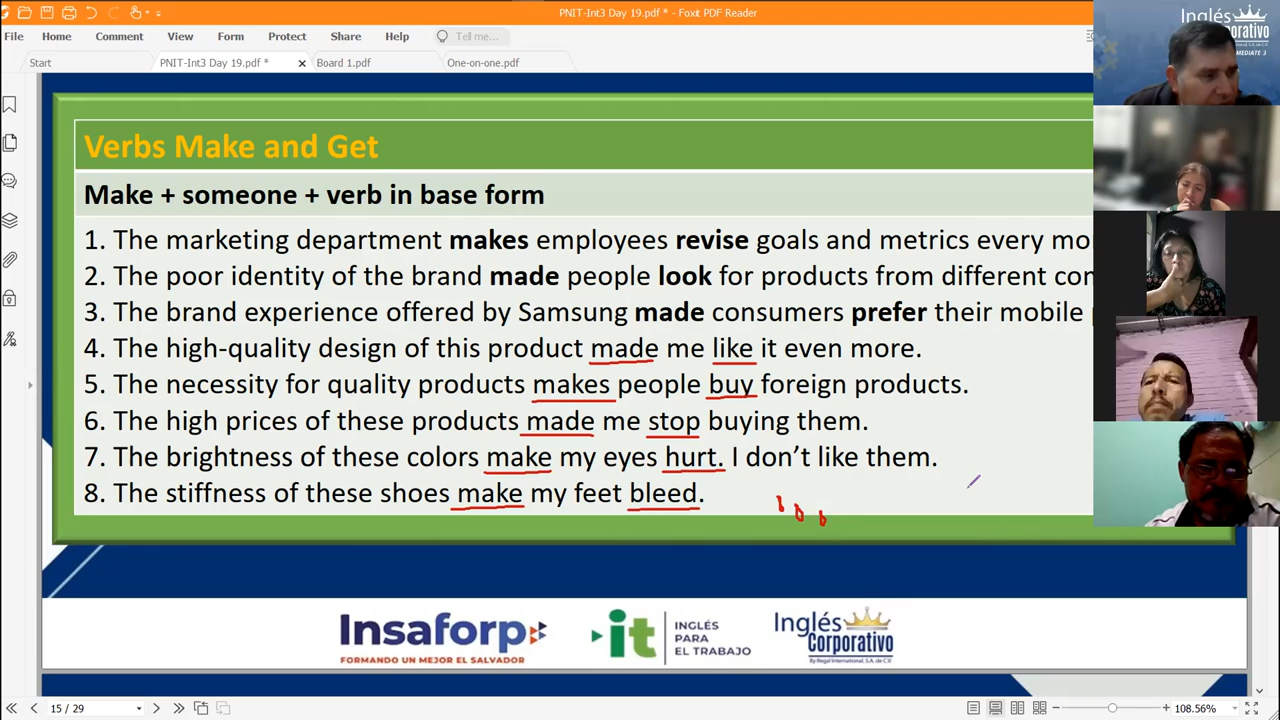 PNIT-Int3 Day 19.pdf * - Foxit PDF Reader
File Home Comment View Form Protect Share Help Tell me...
Start PNIT-Int3 Day 19.pdf * Board 1.pdf One-on-one.pdf
Inglés
Corporativo
MEDIATE 3
Verbs Make and Get
Make + someone + verb in base form
1. The marketing department makes employees revise goals and metrics every mo
2. The poor identity of the brand made people look for products from different con
3. The brand experience offered by Samsung made consumers prefer their mobile
4. The high-quality design of this product made me like it even more.
5. The necessity for quality products makes people buy foreign products.
6. The high prices of these products made me stop buying them.
7. The brightness of these colors make my eyes hurt. I don’t like them.
8. The stiffness of these shoes make my feet bleed.
Insaforp
FORMANDO UN MEJOR EL SALVADOR
it INGLÉS
PARA
EL TRABAJO
Inglés
Corporativo
By Regal International, S.A. de C.V.
15 / 29 108.56%